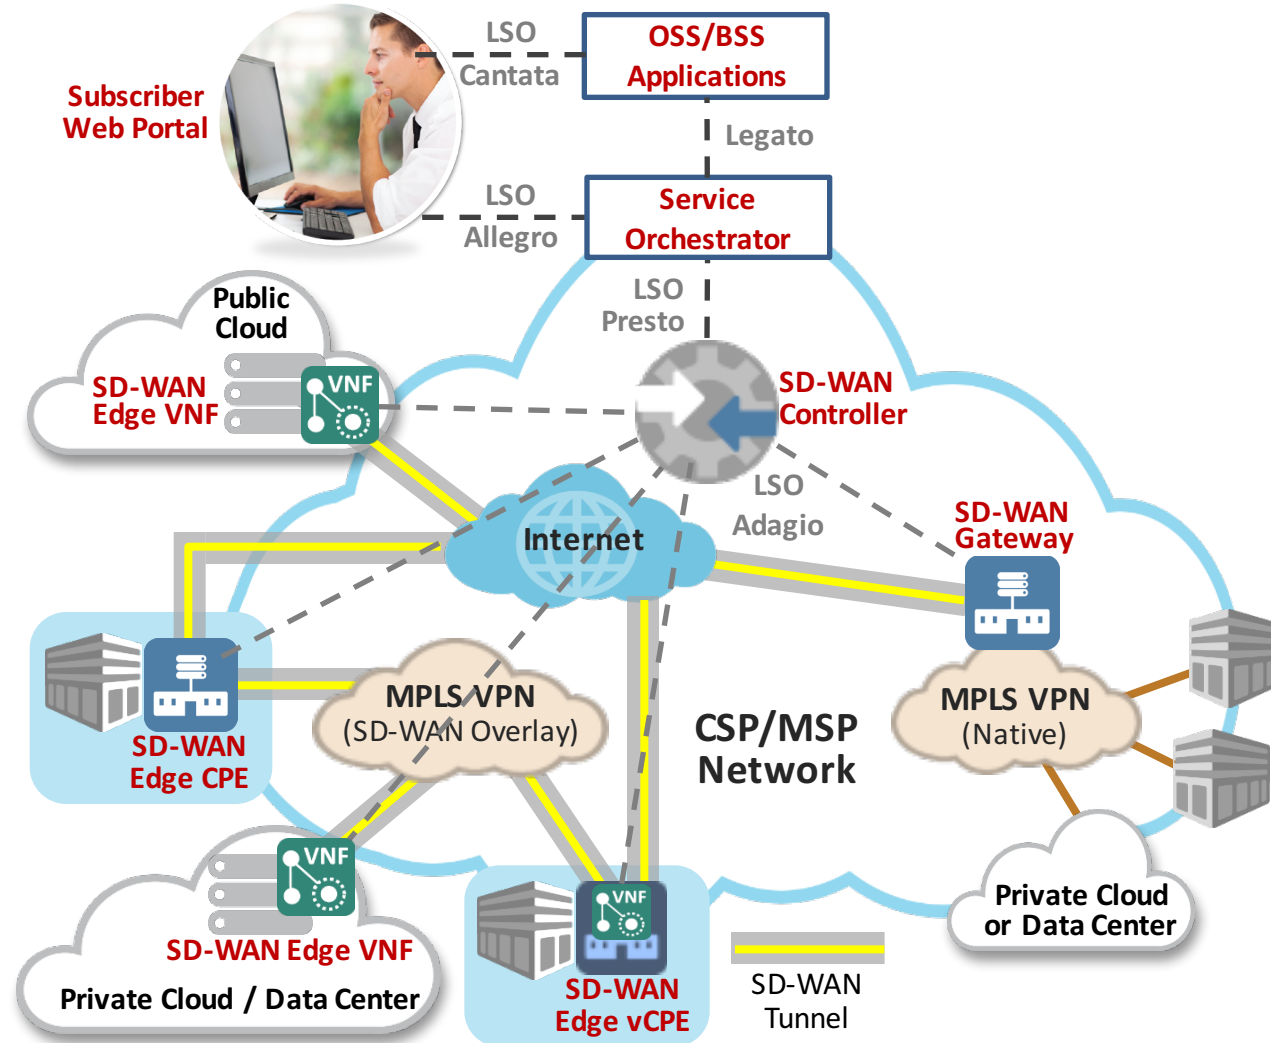 LSO
Cantata
OSS/BSS
Applications
Subscriber
Web Portal
Legato
LSO
Allegro
Service
Orchestrator
LSO
Presto
Public
Cloud
SD-WAN
Edge VNF
VNF
SD-WAN
Controller
LSO
Adagio
SD-WAN
Gateway
Internet
MPLS VPN
(SD-WAN Overlay)
MPLS VPN
(Native)
CSP/MSP
Network
SD-WAN
Edge CPE
VNF
SD-WAN Edge VNF
Private Cloud / Data Center
VNF
SD-WAN
Edge vCPE
SD-WAN
Tunnel
Private Cloud
or Data Center